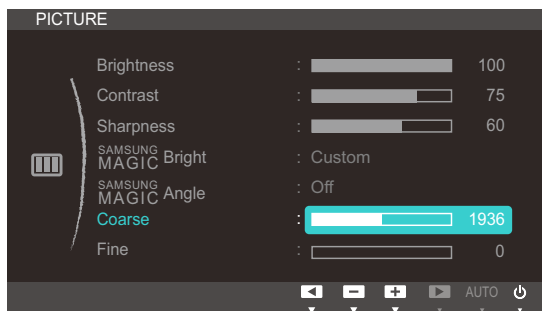 PICTURE
Brightness : 100
Contrast : 75
Sharpness : 60
SAMSUNG MAGIC Bright : Custom
SAMSUNG MAGIC Angle : Off
Coarse : 1936
Fine : 0
AUTO